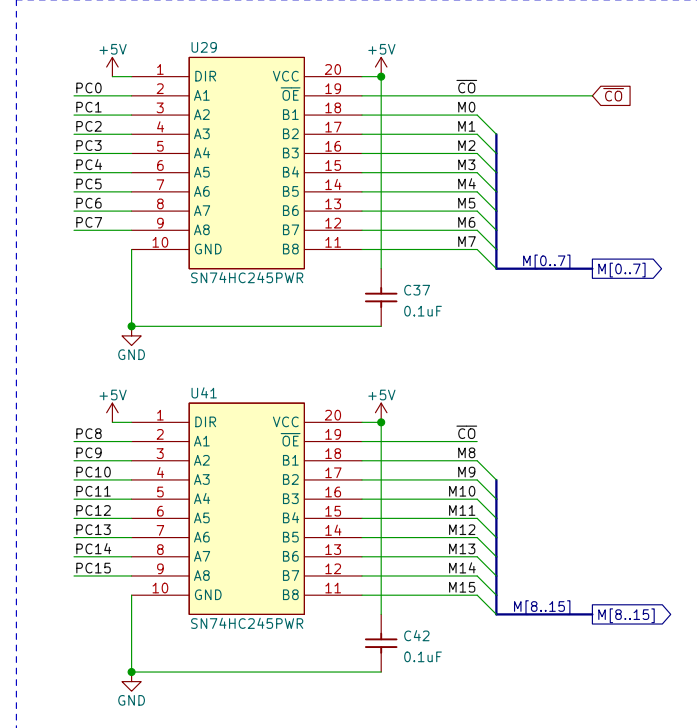 +5V U29 +5V
1 DIR VCC 20
PC0 2 A1 OE 19 CO CO
PC1 3 A2 B1 18 M0
PC2 4 A3 B2 17 M1
PC3 5 A4 B3 16 M2
PC4 6 A5 B4 15 M3
PC5 7 A6 B5 14 M4
PC6 8 A7 B6 13 M5
PC7 9 A8 B7 12 M6
10 GND B8 11 M7
M[0..7] M[0..7]
SN74HC245PWR
C37
0.1uF
GND
+5V U41 +5V
1 DIR VCC 20
PC8 2 A1 OE 19 CO
PC9 3 A2 B1 18 M8
PC10 4 A3 B2 17 M9
PC11 5 A4 B3 16 M10
PC12 6 A5 B4 15 M11
PC13 7 A6 B5 14 M12
PC14 8 A7 B6 13 M13
PC15 9 A8 B7 12 M14
10 GND B8 11 M15
M[8..15] M[8..15]
SN74HC245PWR
C42
0.1uF
GND